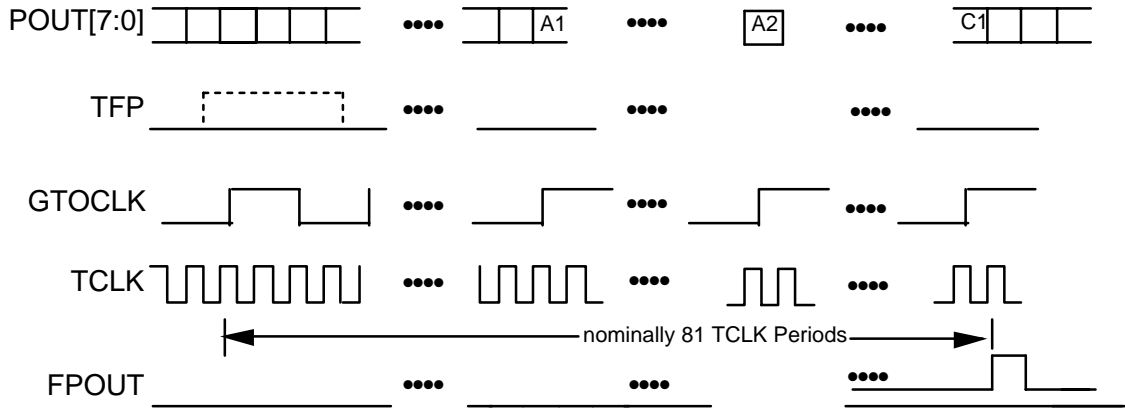 POUT[7:0] A1 A2 C1
TFP
GTOCLK
TCLK
nominally 81 TCLK Periods
FPOUT